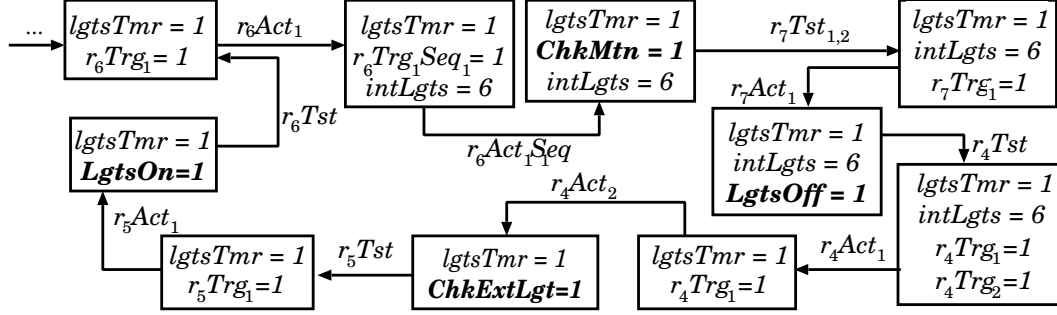 ...
lgtsTmr = 1
r₆Trg₁= 1
r₆Act₁
lgtsTmr = 1
r₆Trg₁Seq₁= 1
intLgts = 6
r₆Act₁Seq₁
lgtsTmr = 1
ChkMtn = 1
intLgts = 6
r₇Tst₁,₂
lgtsTmr = 1
intLgts = 6
r₇Trg₁=1
r₇Act₁
lgtsTmr = 1
intLgts = 6
LgtsOff = 1
r₄Tst
lgtsTmr = 1
intLgts = 6
r₄Trg₁=1
r₄Trg₂=1
r₄Act₁
lgtsTmr = 1
r₄Trg₁=1
r₄Act₂
lgtsTmr = 1
ChkExtLgt=1
r₅Tst
lgtsTmr = 1
r₅Trg₁=1
r₅Act₁
lgtsTmr = 1
LgtsOn=1
r₆Tst